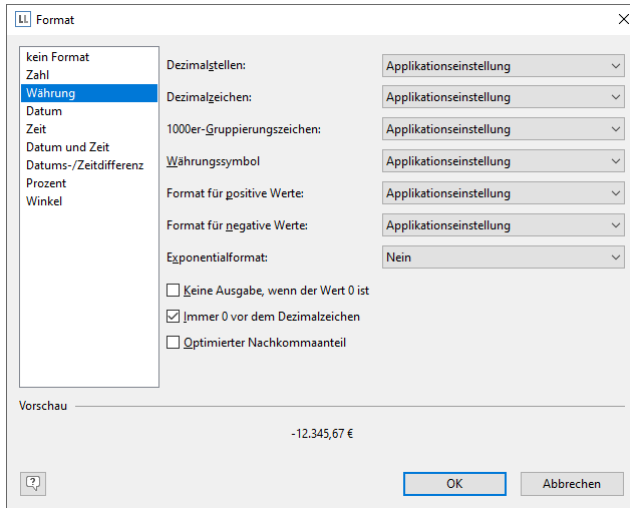 LL Format
kein Format
Zahl
Währung
Datum
Zeit
Datum und Zeit
Datums-/Zeitdifferenz
Prozent
Winkel
Dezimalstellen: Applikationseinstellung
Dezimalzeichen: Applikationseinstellung
1000er-Gruppierungszeichen: Applikationseinstellung
Währungssymbol Applikationseinstellung
Format für positive Werte: Applikationseinstellung
Format für negative Werte: Applikationseinstellung
Exponentialformat: Nein
Keine Ausgabe, wenn der Wert 0 ist
Immer 0 vor dem Dezimalzeichen
Optimierter Nachkommaanteil
Vorschau
-12.345,67 €
OK Abbrechen